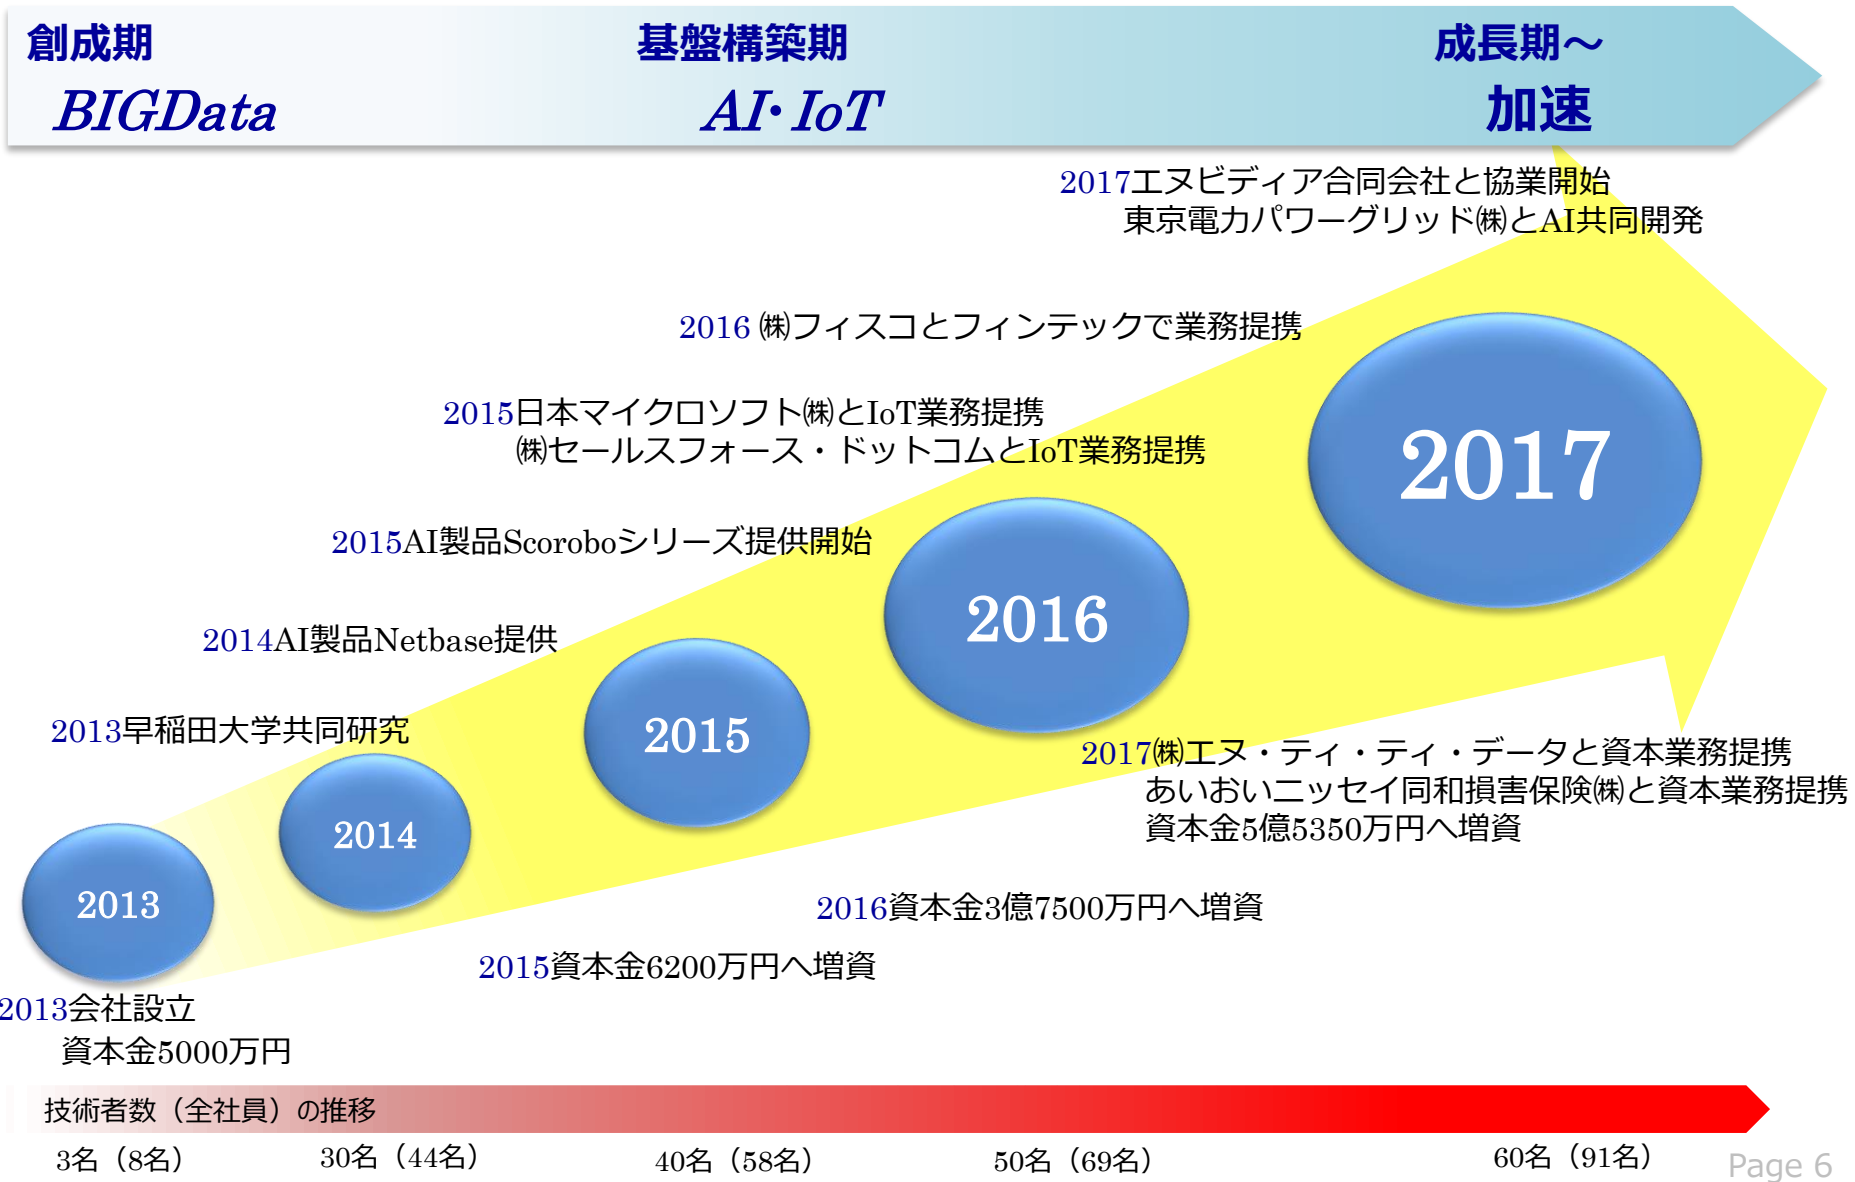 創成期
基盤構築期
成長期～
BIGData
AI・IoT
加速
2017エヌビディア合同会社と協業開始
東京電力パワーグリッド㈱とAI共同開発
2016 ㈱フィスコとフィンテックで業務提携
2015日本マイクロソフト㈱とIoT業務提携
㈱セールスフォース・ドットコムとIoT業務提携
2017
2015AI製品Scoroboシリーズ提供開始
2016
2014AI製品Netbase提供
2015
2013早稲田大学共同研究
2014
2013
2017㈱エヌ・ティ・ティ・データと資本業務提携
あいおいニッセイ同和損害保険㈱と資本業務提携
資本金5億5350万円へ増資
2016資本金3億7500万円へ増資
2015資本金6200万円へ増資
2013会社設立
資本金5000万円
技術者数（全社員）の推移
3名（8名）
30名（44名）
40名（58名）
50名（69名）
60名（91名）
Page 6